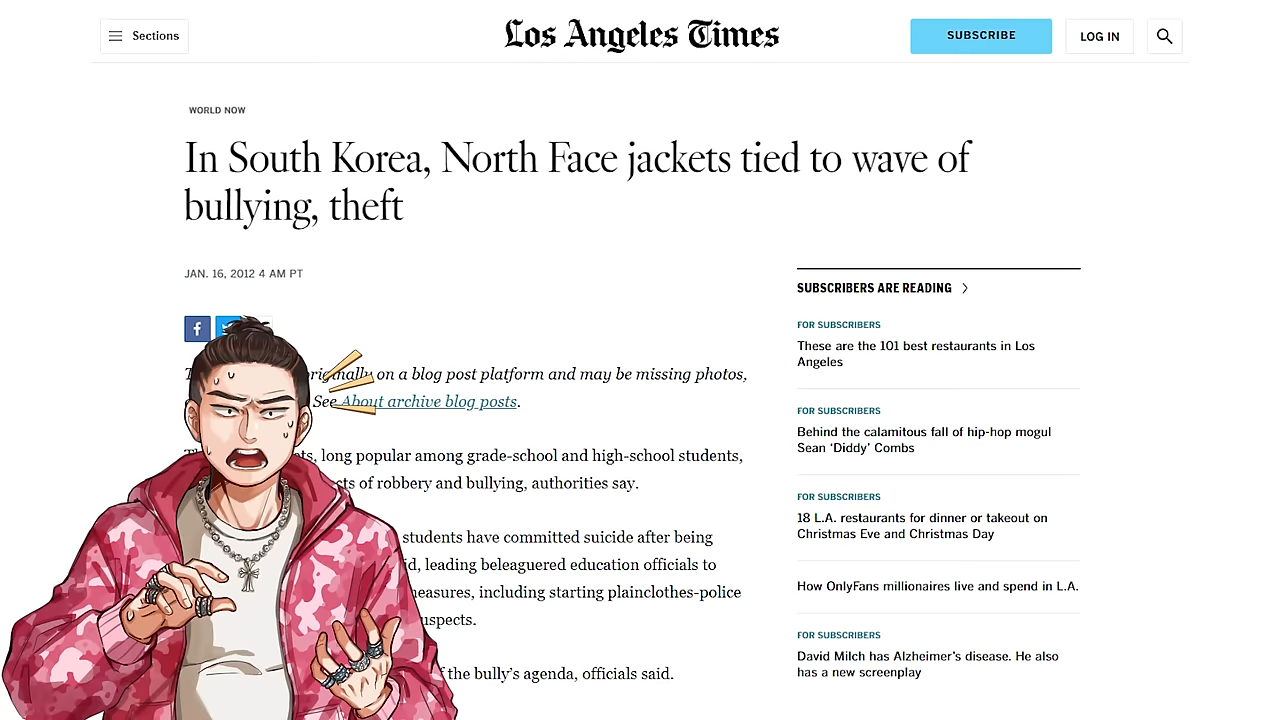 Sections
Los Angeles Times
SUBSCRIBE
LOG IN
WORLD NOW
In South Korea, North Face jackets tied to wave of
bullying, theft
JAN. 16, 2012 4 AM PT
on a blog post platform and may be missing photos,
See About archive blog posts.
long popular among grade-school and high-school students,
of robbery and bullying, authorities say.
students have committed suicide after being
leading beleaguered education officials to
including starting plainclothes-police
the bully's agenda, officials said.
SUBSCRIBERS ARE READING
FOR SUBSCRIBERS
These are the 101 best restaurants in Los
Angeles
FOR SUBSCRIBERS
Behind the calamitous fall of hip-hop mogul
Sean ‘Diddy’ Combs
FOR SUBSCRIBERS
18 L.A. restaurants for dinner or takeout on
Christmas Eve and Christmas Day
How OnlyFans millionaires live and spend in L.A.
FOR SUBSCRIBERS
David Milch has Alzheimer’s disease. He also
has a new screenplay